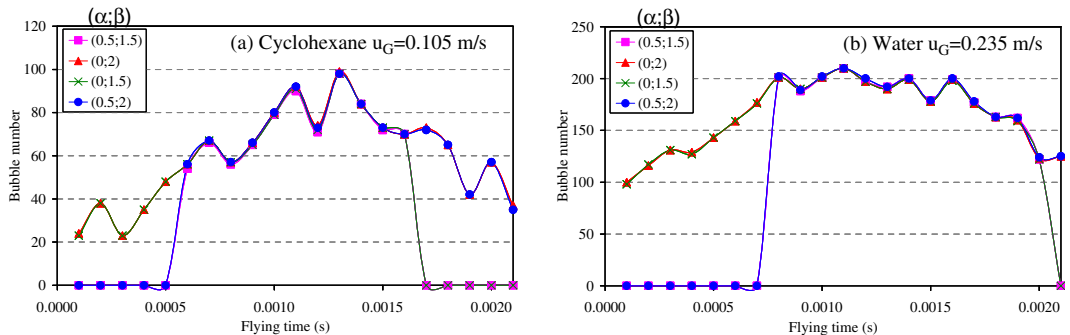 (α;β)
(0.5;1.5)
(0;2)
(0;1.5)
(0.5;2)
(a) Cyclohexane u_G=0.105 m/s
Bubble number
120
100
80
60
40
20
0
0.0000 0.0005 0.0010 0.0015 0.0020
Flying time (s)
(α;β)
(0.5;1.5)
(0;2)
(0;1.5)
(0.5;2)
(b) Water u_G=0.235 m/s
Bubble number
250
200
150
100
50
0
0.0000 0.0005 0.0010 0.0015 0.0020
Flying time (s)